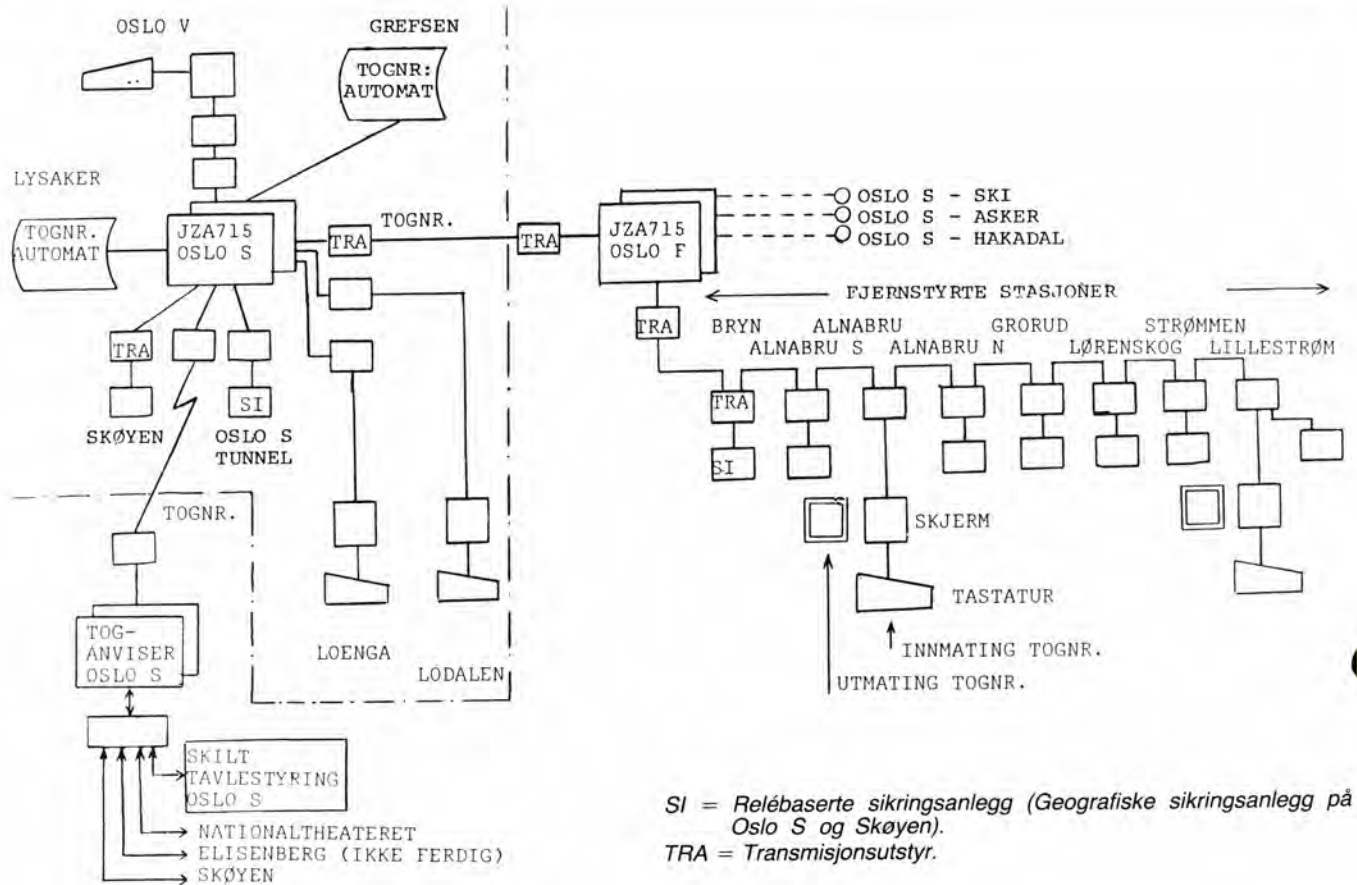 OSLO V
GREFSEN
TOGNR:
AUTOMAT
LYSAKER
TOGNR.
AUTOMAT
JZA715
OSLO S
TRA
TOGNR.
TRA
JZA715
OSLO F
OSLO S - SKI
OSLO S - ASKER
OSLO S - HAKADAL
FJERNSTYRTE STASJONER
TRA
BRYN
ALNABRU
GRORUD
STRØMMEN
ALNABRU S
ALNABRU N
LØRENSKOG
LILLESTRØM
TRA
SI
TRA
SI
SKØYEN
OSLO S
TUNNEL
TOGNR.
SKJERM
TASTATUR
INNMATING TOGNR.
UTMATING TOGNR.
LOENGA
LODALEN
TOG-
ANVISER
OSLO S
SKILT
TAVLESTYRING
OSLO S
NATIONALTHEATERET
ELISENBERG (IKKE FERDIG)
SKØYEN
SI = Relébaserte sikringsanlegg (Geografiske sikringsanlegg på
Oslo S og Skøyen).
TRA = Transmisjonsutstyr.